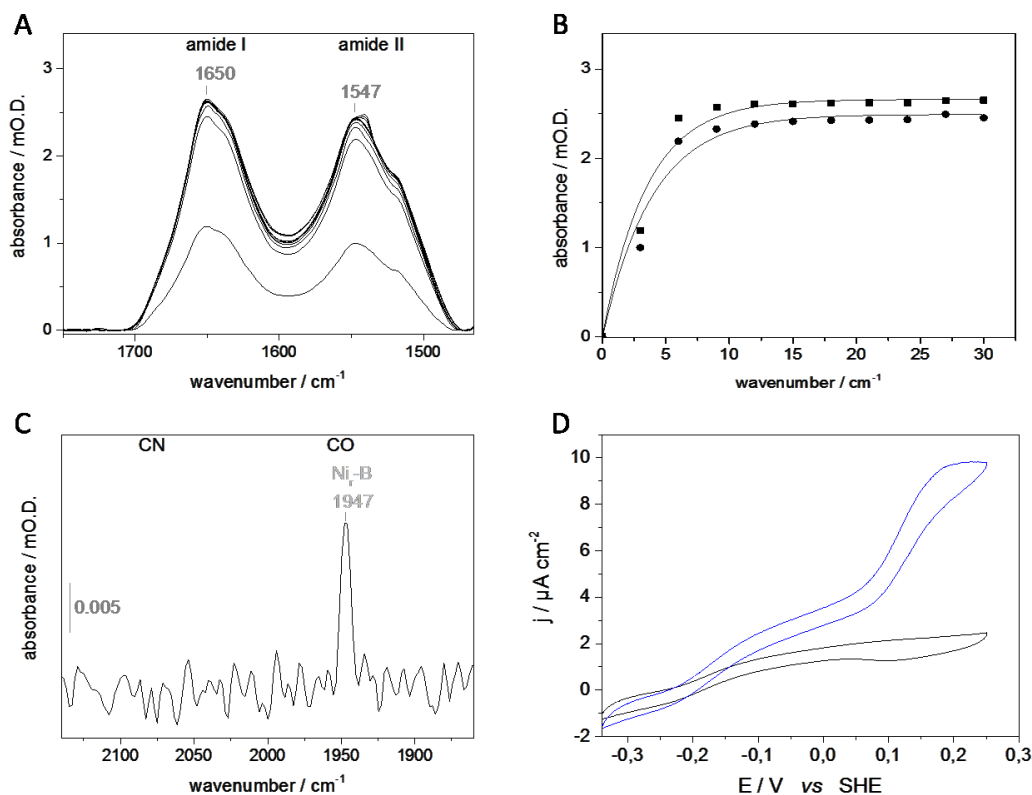 A
amide I
amide II
1650
1547
3
2
1
0
absorbance / mO.D.
1700
1600
1500
wavenumber / cm⁻¹
B
3
2
1
0
absorbance / mO.D.
0
5
10
15
20
25
30
wavenumber / cm⁻¹
C
CN
CO
Niᵣ-B
1947
0.005
absorbance / mO.D.
2100
2050
2000
1950
1900
wavenumber / cm⁻¹
D
10
8
6
4
2
0
-2
j / µA cm⁻²
-0,3
-0,2
-0,1
0,0
0,1
0,2
0,3
E / V vs SHE